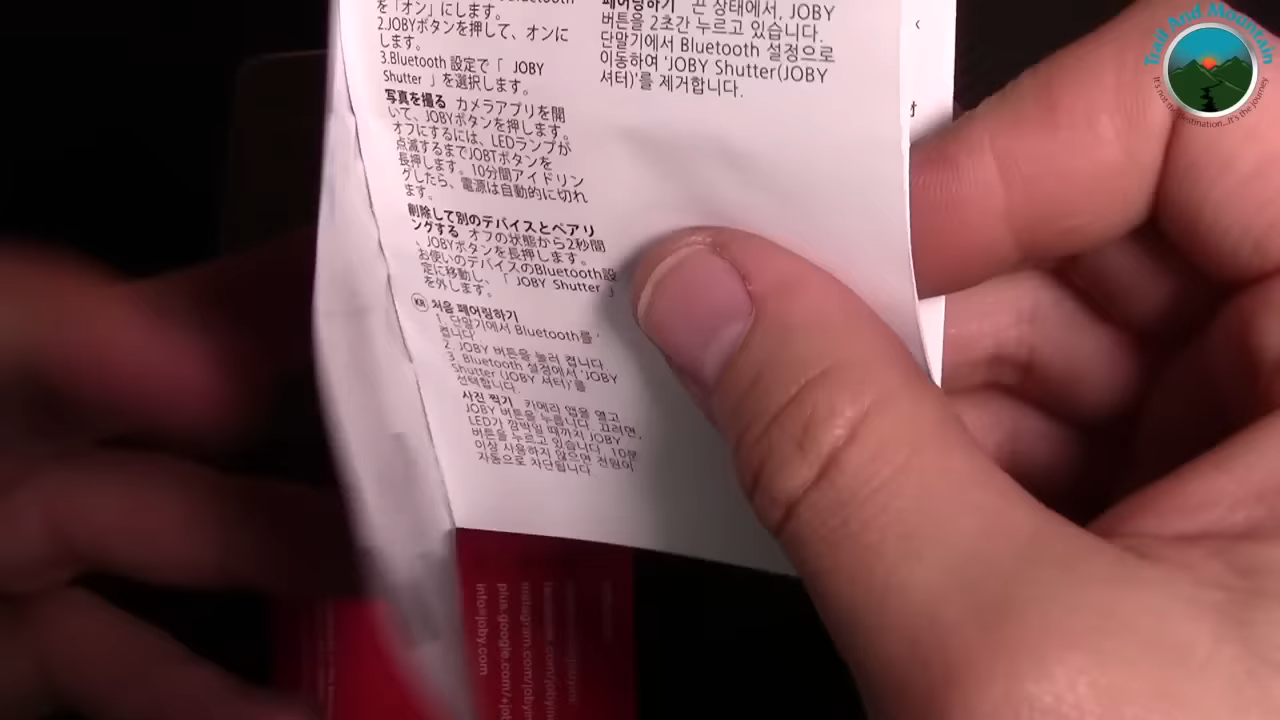 を「オン」にします。
2.JOBYボタンを押して、オンに
します。
3.Bluetooth 設定で「 JOBY
Shutter 」を選択します。
写真を撮る カメラアプリを開
いて、JOBYボタンを押します。
オフにするには、LEDランプが
点滅するまでJOBTボタンを
長押します。10分間アイドリン
グしたら、電源は自動的に切れ
ます。
削除して別のデバイスとペアリ
ングする オフの状態から2秒間
、JOBYボタンを長押します。
お使いのデバイスのBluetooth設
定に移動し、「 JOBY Shutter 」
を外します。
KR 처음 페어링하기
1. 단말기에서 Bluetooth를
켭니다
2. JOBY 버튼을 눌러 켭니다
3. Bluetooth 설정에서 'JOBY
Shutter (JOBY 셔터)'를
선택합니다.
사진 찍기 카메라 앱을 열고
JOBY 버튼을 누릅니다. 끄려면,
LED가 깜박일 때까지 JOBY
버튼을 누르고 있습니다. 10분
이상 사용하지 않으면 전원이
자동으로 차단됩니다
페어링하기 끈 상태에서, JOBY
버튼을 2초간 누르고 있습니다.
단말기에서 Bluetooth 설정으로
이동하여 'JOBY Shutter(JOBY
셔터)'를 제거합니다.
instagram.com/jobyin
plus.google.com/+jo
info@joby.com
Trail And Mountain
It's not the Destination...It's the journey